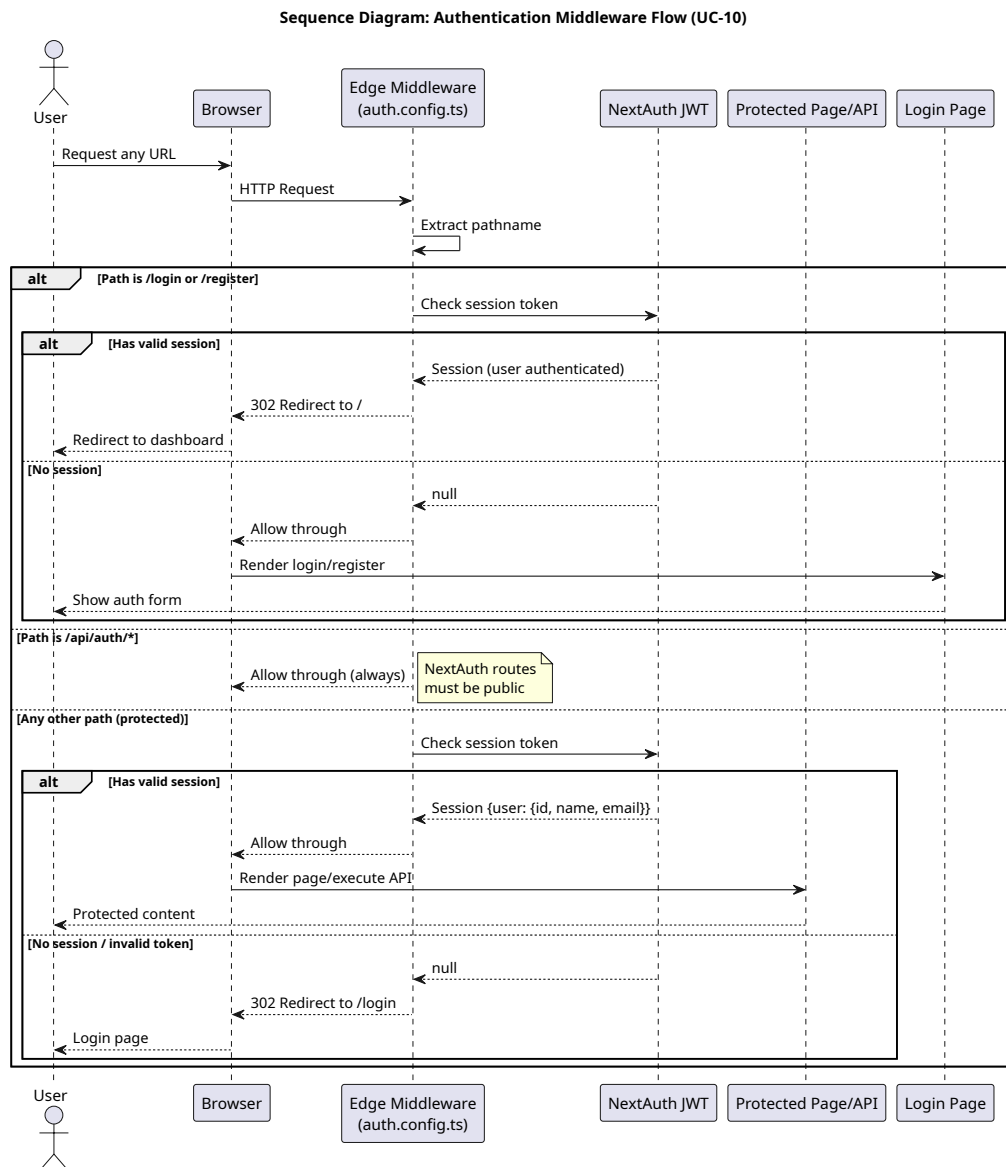 Sequence Diagram: Authentication Middleware Flow (UC-10)
User
Browser
Edge Middleware
(auth.config.ts)
NextAuth JWT
Protected Page/API
Login Page
Request any URL
HTTP Request
Extract pathname
alt
[Path is /login or /register]
Check session token
alt
[Has valid session]
Session (user authenticated)
302 Redirect to /
Redirect to dashboard
[No session]
null
Allow through
Render login/register
Show auth form
[Path is /api/auth/*]
Allow through (always)
NextAuth routes
must be public
[Any other path (protected)]
Check session token
alt
[Has valid session]
Session {user: {id, name, email}}
Allow through
Render page/execute API
Protected content
[No session / invalid token]
null
302 Redirect to /login
Login page
User
Browser
Edge Middleware
(auth.config.ts)
NextAuth JWT
Protected Page/API
Login Page